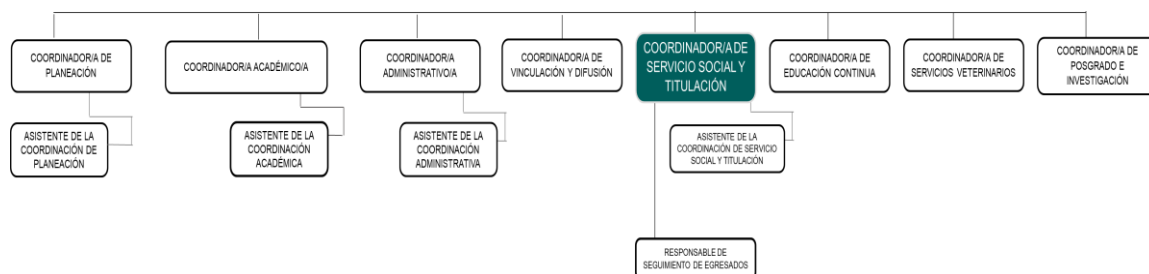 COORDINADOR/A DE
PLANEACIÓN
COORDINADOR/A ACADÉMICO/A
COORDINADOR/A
ADMINISTRATIVO/A
COORDINADOR/A DE
VINCULACIÓN Y DIFUSIÓN
COORDINADOR/A DE
SERVICIO SOCIAL Y
TITULACIÓN
COORDINADOR/A DE
EDUCACIÓN CONTINUA
COORDINADOR/A DE
SERVICIOS VETERINARIOS
COORDINADOR/A DE
POSGRADO E
INVESTIGACIÓN
ASISTENTE DE LA
COORDINACIÓN DE
PLANEACIÓN
ASISTENTE DE LA
COORDINACIÓN
ACADÉMICA
ASISTENTE DE LA
COORDINACIÓN
ADMINISTRATIVA
ASISTENTE DE LA
COORDINACIÓN DE SERVICIO
SOCIAL Y TITULACIÓN
RESPONSABLE DE
SEGUIMIENTO DE EGRESADOS